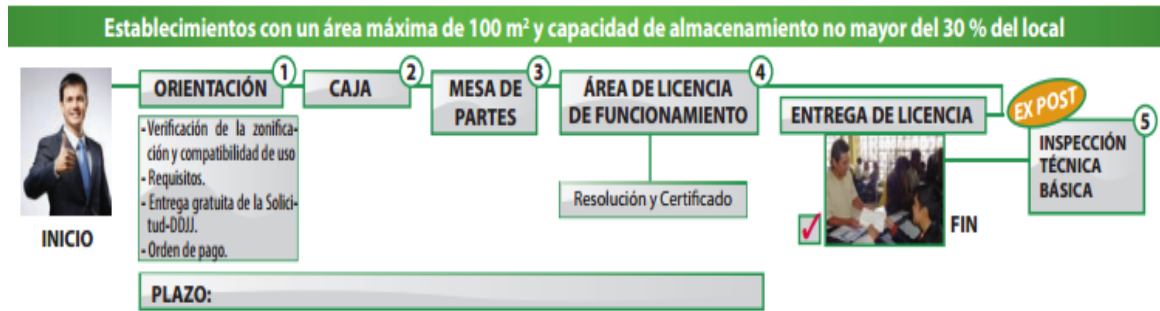 Establecimientos con un área máxima de 100 m² y capacidad de almacenamiento no mayor del 30 % del local
INICIO
ORIENTACIÓN
1
- Verificación de la zonifica-
ción y compatibilidad de uso
- Requisitos.
- Entrega gratuita de la Solici-
tud-DDJJ.
- Orden de pago.
CAJA
2
MESA DE
PARTES
3
ÁREA DE LICENCIA
DE FUNCIONAMIENTO
4
Resolución y Certificado
ENTREGA DE LICENCIA
FIN
EX POST
INSPECCIÓN
TÉCNICA
BÁSICA
5
PLAZO: